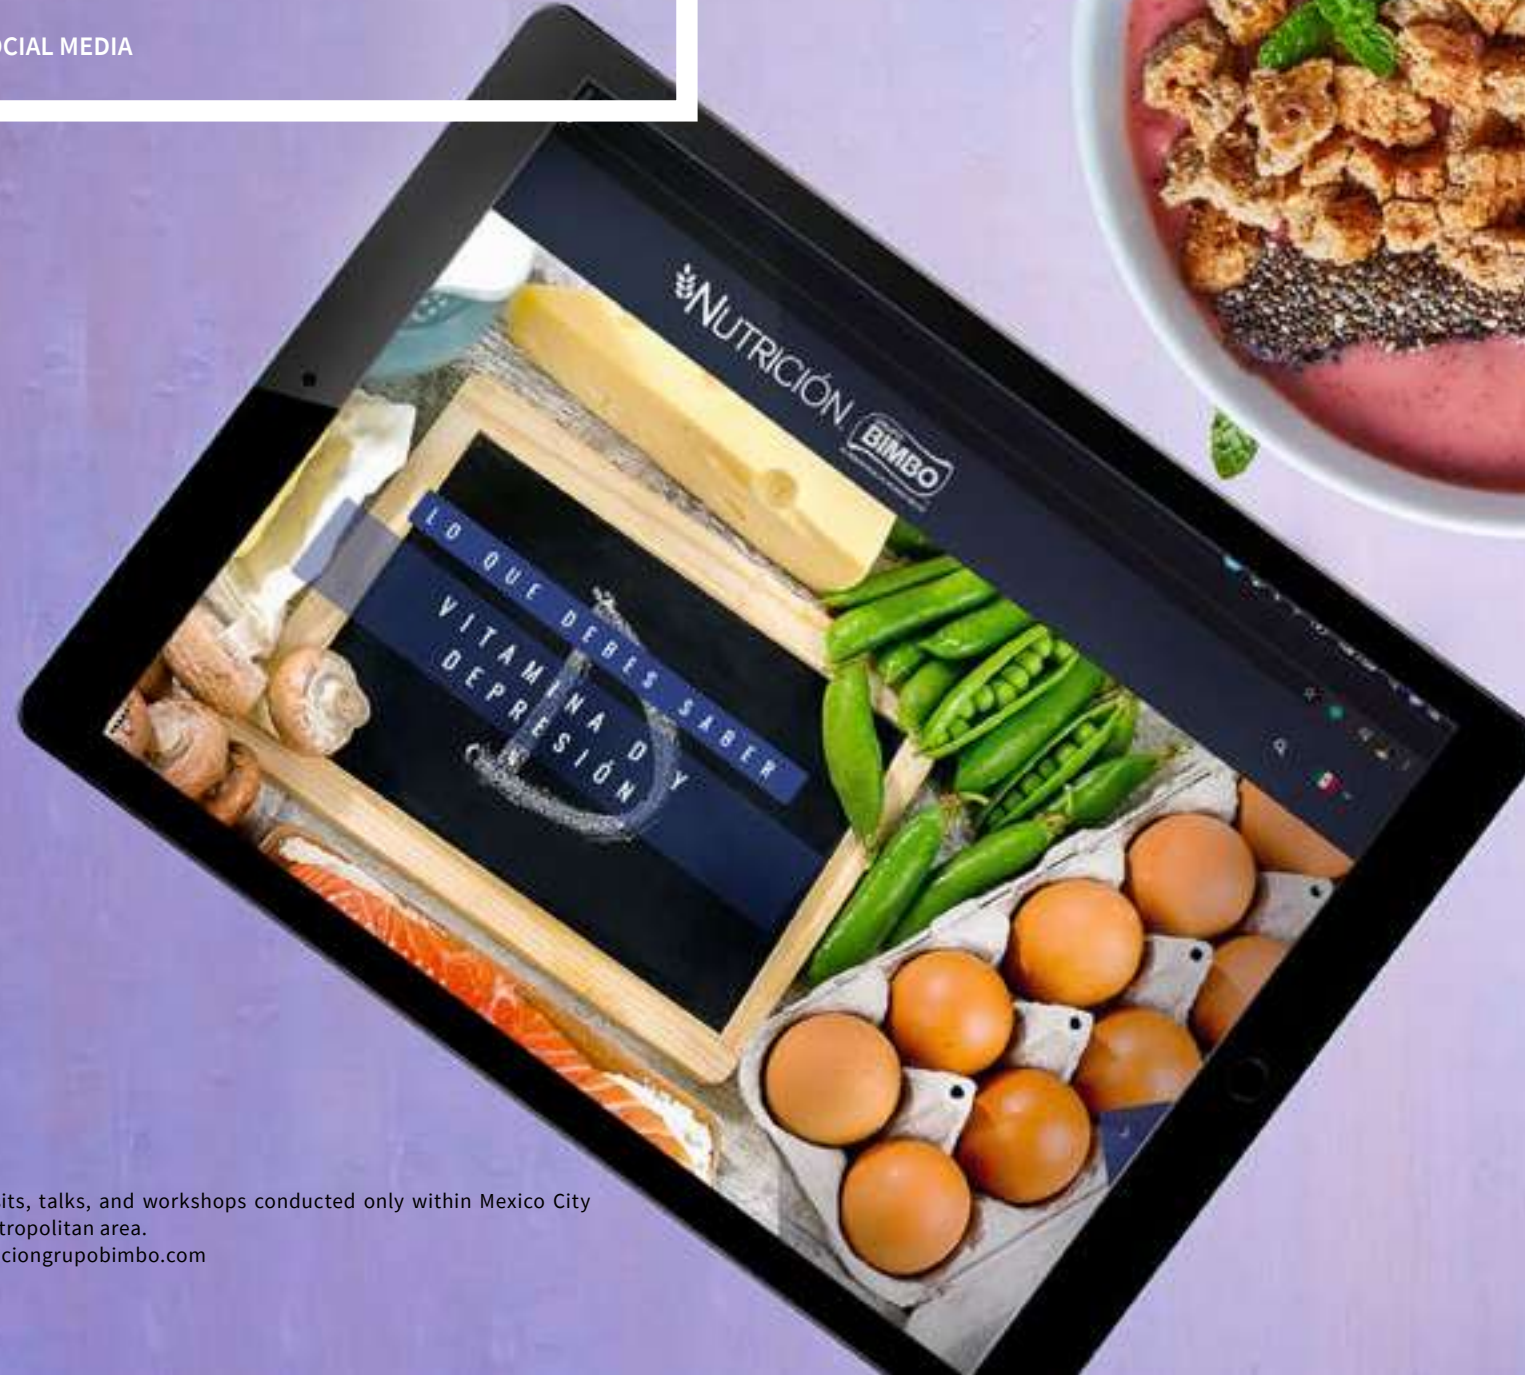 OCIAL MEDIA
NUTRICIÓN
BIMBO
LO QUE DEBES SABER
VITAMINA D Y
DEPRESIÓN
D
its, talks, and workshops conducted only within Mexico City
tropolitan area.
ciongrupobimbo.com